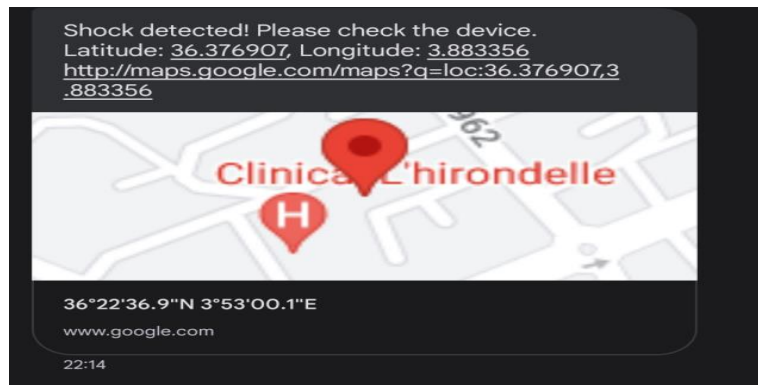 Shock detected! Please check the device.
Latitude: 36.376907, Longitude: 3.883356
http://maps.google.com/maps?q=loc:36.376907,3
.883356
962
Clinica L'hirondelle
H
36°22'36.9"N 3°53'00.1"E
www.google.com
22:14